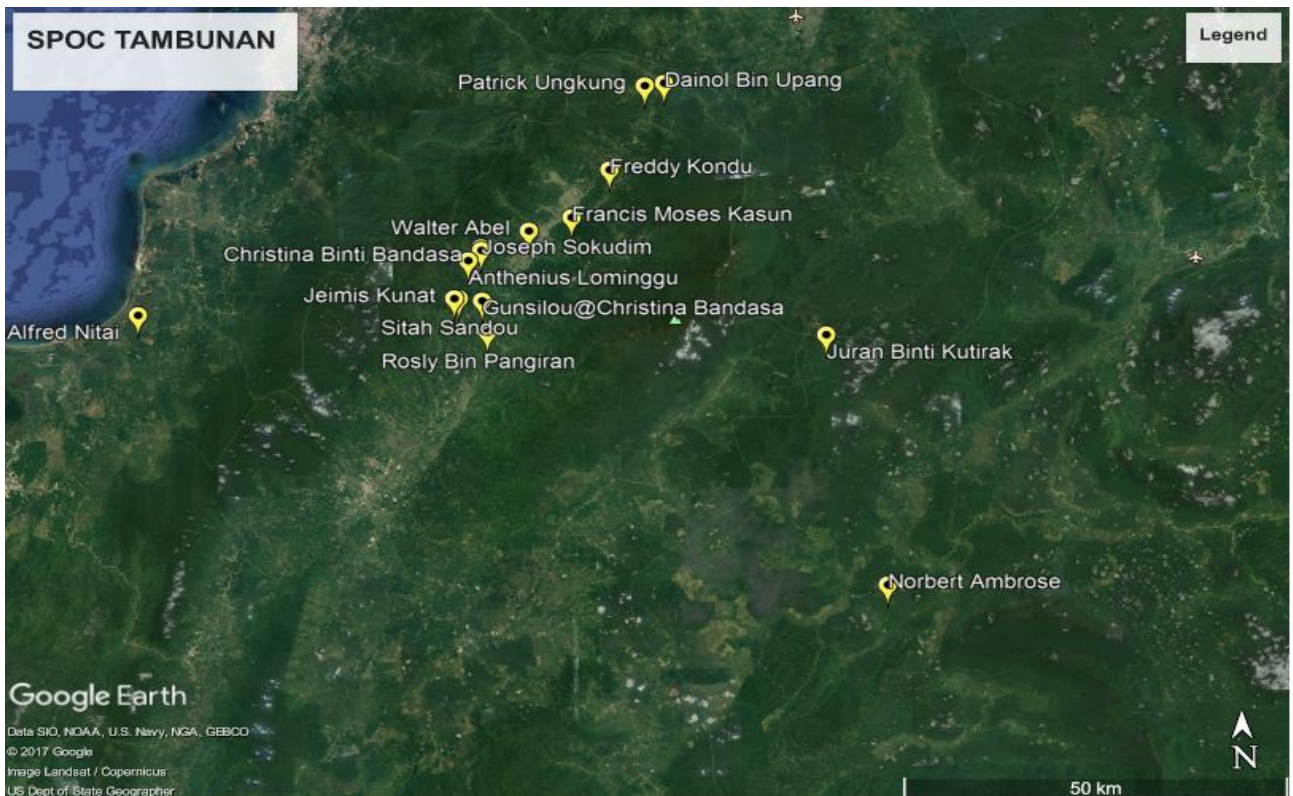 SPOC TAMBUNAN
Legend
Patrick Ungkung
Dainol Bin Upang
Freddy Kondu
Francis Moses Kasun
Walter Abel
Joseph Sokudim
Christina Binti Bandasa
Anthenius Lominggu
Jeimis Kunat
Gunsilou@Christina Bandasa
Alfred Nitai
Sitah Sandou
Juran Binti Kutirak
Rosly Bin Pangiran
Norbert Ambrose
Google Earth
Data SIO, NOAA, U.S. Navy, NGA, GEBCO
© 2017 Google
Image Landsat / Copernicus
US Dept of State Geographer
N
50 km